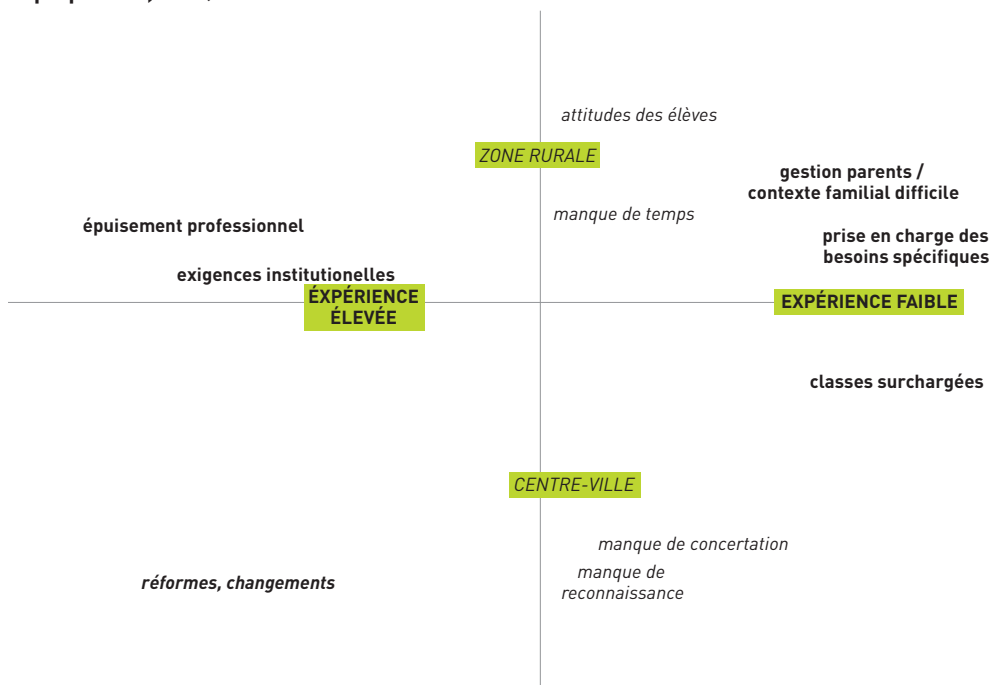 attitudes des élèves
ZONE RURALE
gestion parents /
contexte familial difficile
manque de temps
épuisement professionnel
prise en charge des
besoins spécifiques
exigences institutionelles
ÉXPÉRIENCE
ÉLEVÉE
EXPÉRIENCE FAIBLE
classes surchargées
CENTRE-VILLE
manque de concertation
manque de
reconnaissance
réformes, changements